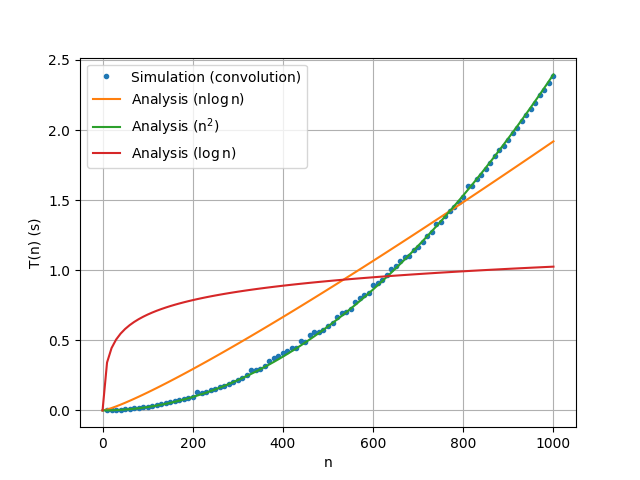 2.5
2.0
1.5
1.0
0.5
0.0
T(n) (s)
Simulation (convolution)
Analysis (nlog n)
Analysis (n²)
Analysis (log n)
0 200 400 600 800 1000
n